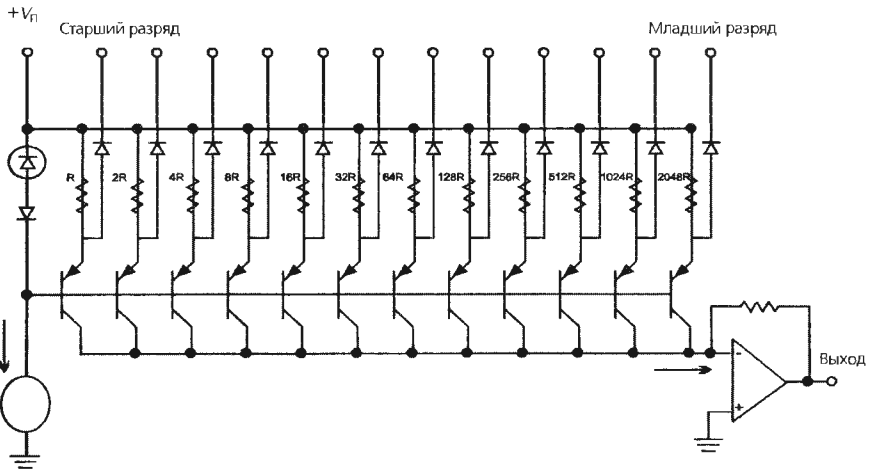 +Vп
Старший разряд
Младший разряд
R 2R 4R 8R 16R 32R 64R 128R 256R 512R 1024R 2048R
-
Выход
+